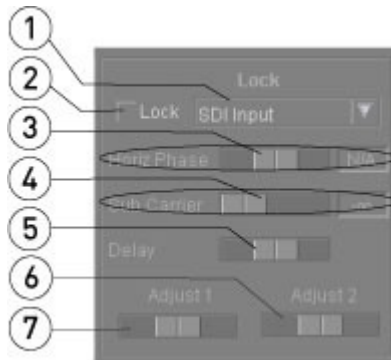 1
Lock
2
Lock SDI Input
3
Horiz Phase N/A
4
Sub Carrier -∞
5
Delay
6
Adjust 1 Adjust 2
7